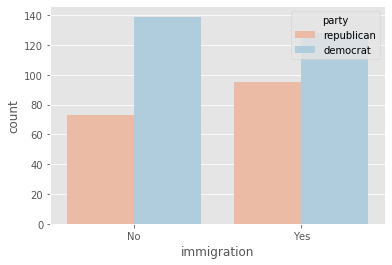 party
republican
democrat
140
120
100
80
60
40
20
0
count
No
Yes
immigration